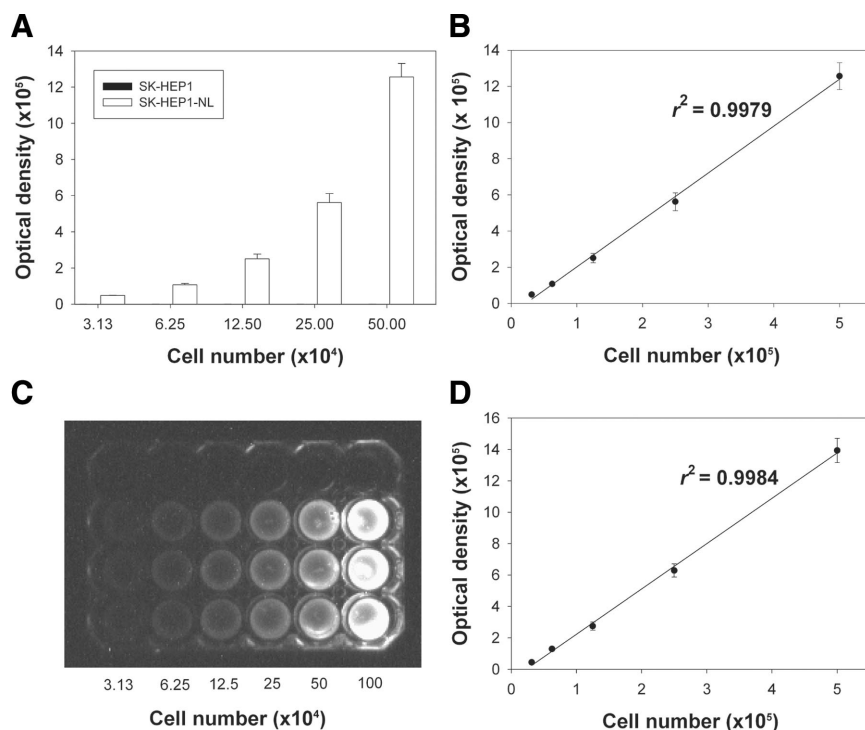 A
Optical density (x10⁵)
14
12
10
8
6
4
2
0
SK-HEP1
SK-HEP1-NL
3.13 6.25 12.50 25.00 50.00
Cell number (x10⁴)
B
Optical density (x 10⁵)
14
12
10
8
6
4
2
0
r² = 0.9979
0 1 2 3 4 5
Cell number (x10⁵)
C
3.13 6.25 12.5 25 50 100
Cell number (x10⁴)
D
Optical density (x10⁵)
16
14
12
10
8
6
4
2
0
r² = 0.9984
0 1 2 3 4 5
Cell number (x10⁵)